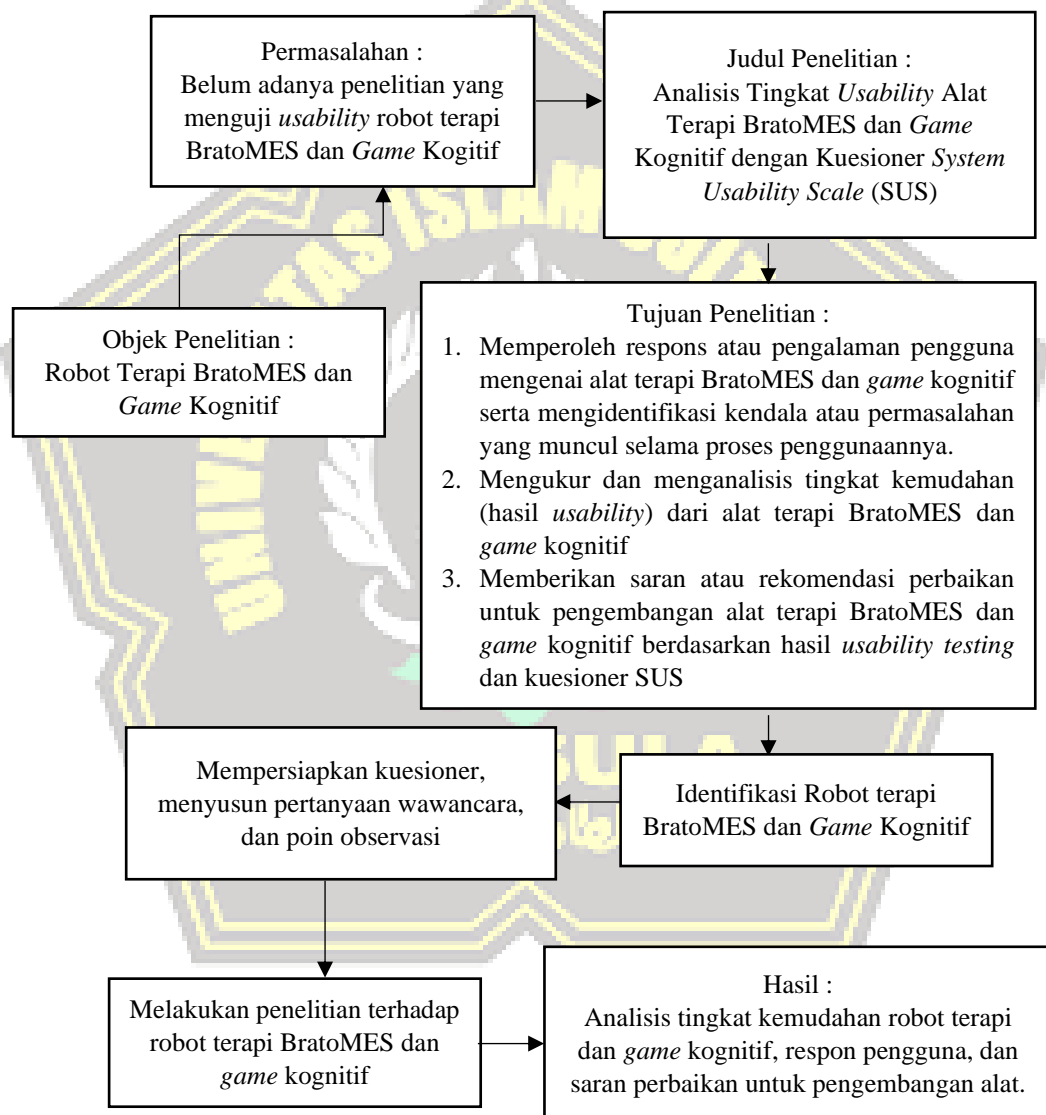 Permasalahan :
Belum adanya penelitian yang
menguji usability robot terapi
BratoMES dan Game Kogitif
Judul Penelitian :
Analisis Tingkat Usability Alat
Terapi BratoMES dan Game
Kognitif dengan Kuesioner System
Usability Scale (SUS)
Objek Penelitian :
Robot Terapi BratoMES dan
Game Kognitif
Tujuan Penelitian :
1. Memperoleh respons atau pengalaman pengguna
mengenai alat terapi BratoMES dan game kognitif
serta mengidentifikasi kendala atau permasalahan
yang muncul selama proses penggunaannya.
2. Mengukur dan menganalisis tingkat kemudahan
(hasil usability) dari alat terapi BratoMES dan
game kognitif
3. Memberikan saran atau rekomendasi perbaikan
untuk pengembangan alat terapi BratoMES dan
game kognitif berdasarkan hasil usability testing
dan kuesioner SUS
Identifikasi Robot terapi
BratoMES dan Game Kognitif
Mempersiapkan kuesioner,
menyusun pertanyaan wawancara,
dan poin observasi
Melakukan penelitian terhadap
robot terapi BratoMES dan
game kognitif
Hasil :
Analisis tingkat kemudahan robot terapi
dan game kognitif, respon pengguna, dan
saran perbaikan untuk pengembangan alat.